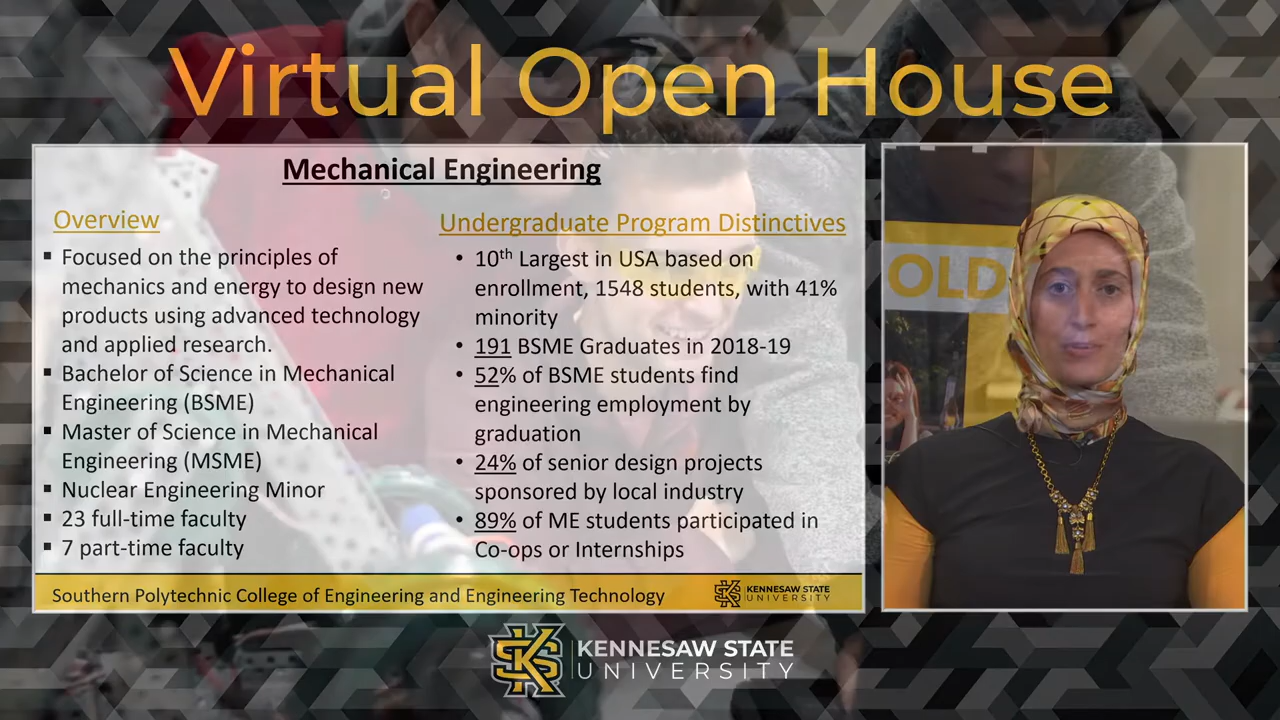 Virtual Open House
Mechanical Engineering
Overview
▪ Focused on the principles of
mechanics and energy to design new
products using advanced technology
and applied research.
▪ Bachelor of Science in Mechanical
Engineering (BSME)
▪ Master of Science in Mechanical
Engineering (MSME)
▪ Nuclear Engineering Minor
▪ 23 full-time faculty
▪ 7 part-time faculty
Undergraduate Program Distinctives
• 10th Largest in USA based on
enrollment, 1548 students, with 41%
minority
• 191 BSME Graduates in 2018-19
• 52% of BSME students find
engineering employment by
graduation
• 24% of senior design projects
sponsored by local industry
• 89% of ME students participated in
Co-ops or Internships
Southern Polytechnic College of Engineering and Engineering Technology
KENNESAW STATE
UNIVERSITY
OLD
KS
KENNESAW STATE
UNIVERSITY